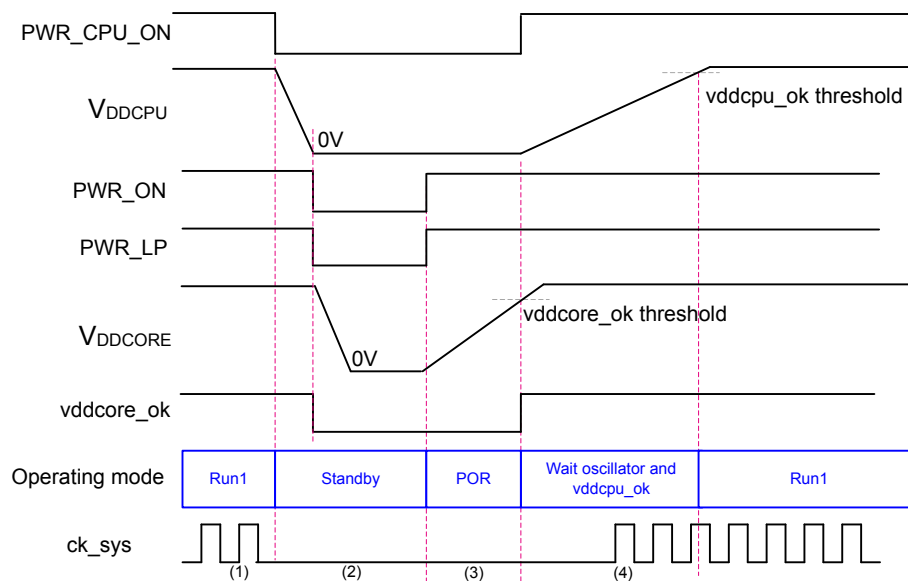 PWR_CPU_ON
VDDCPU
vddcpu_ok threshold
0V
PWR_ON
PWR_LP
VDDCORE
vddcore_ok threshold
0V
vddcore_ok
Operating mode
Run1
Standby
POR
Wait oscillator and
vddcpu_ok
Run1
ck_sys
(1)
(2)
(3)
(4)